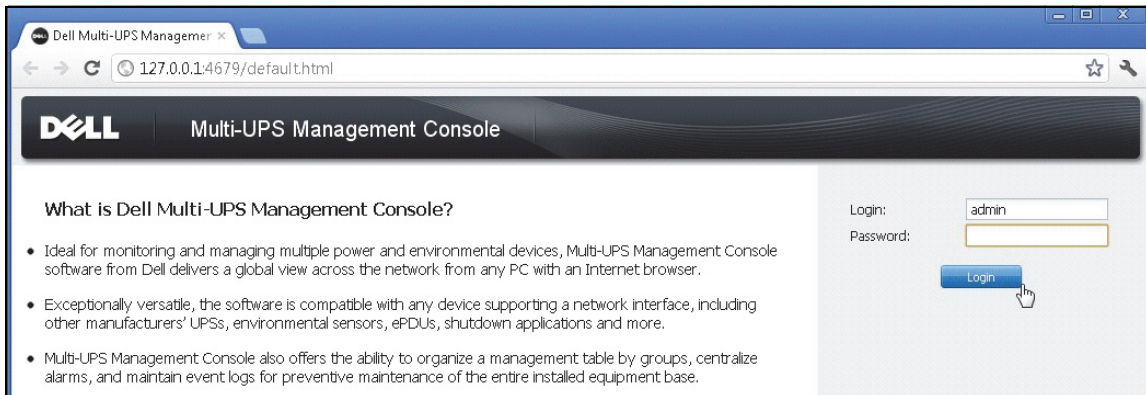 Dell Multi-UPS Managemer
127.0.0.1:4679/default.html
DELL
Multi-UPS Management Console
What is Dell Multi-UPS Management Console?
• Ideal for monitoring and managing multiple power and environmental devices, Multi-UPS Management Console
software from Dell delivers a global view across the network from any PC with an Internet browser.
• Exceptionally versatile, the software is compatible with any device supporting a network interface, including
other manufacturers' UPSs, environmental sensors, ePDUs, shutdown applications and more.
• Multi-UPS Management Console also offers the ability to organize a management table by groups, centralize
alarms, and maintain event logs for preventive maintenance of the entire installed equipment base.
Login: admin
Password:
Login